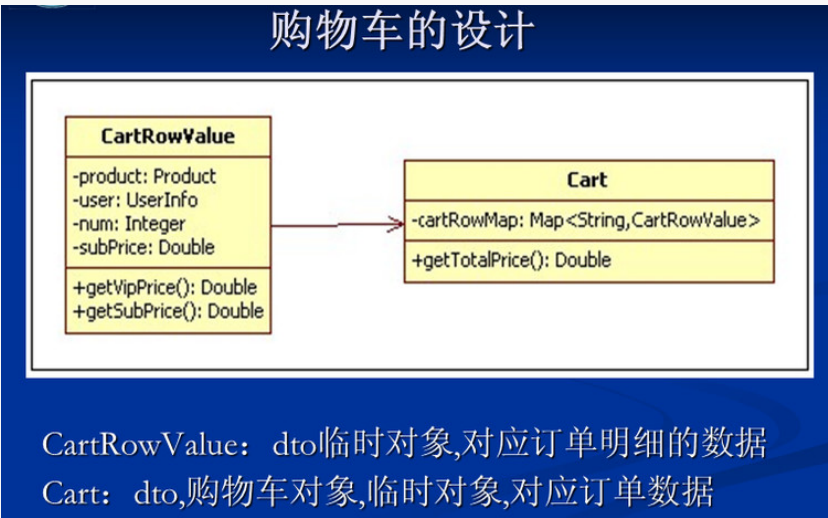 购物车的设计
CartRowValue
-product: Product
-user: UserInfo
-num: Integer
-subPrice: Double
+getVipPrice(): Double
+getSubPrice(): Double
Cart
-cartRowMap: Map<String,CartRowValue>
+getTotalPrice(): Double
CartRowValue：dto临时对象,对应订单明细的数据
Cart：dto,购物车对象,临时对象,对应订单数据